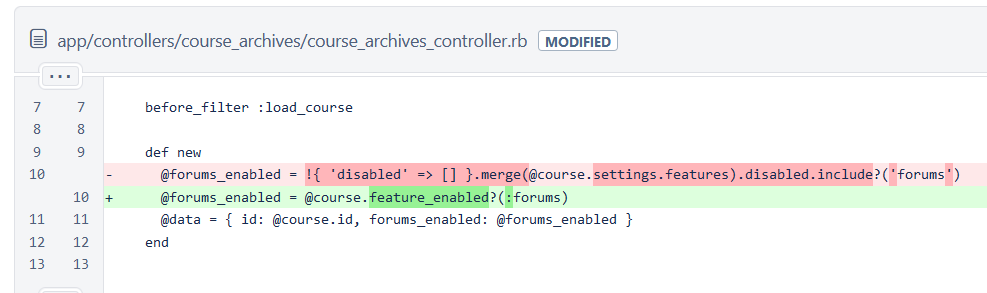 app/controllers/course_archives/course_archives_controller.rb MODIFIED
...
7 7 before_filter :load_course
8 8
9 9 def new
10 - @forums_enabled = !{ 'disabled' => [] }.merge(@course.settings.features).disabled.include?('forums')
10 + @forums_enabled = @course.feature_enabled?(:forums)
11 11 @data = { id: @course.id, forums_enabled: @forums_enabled }
12 12 end
13 13